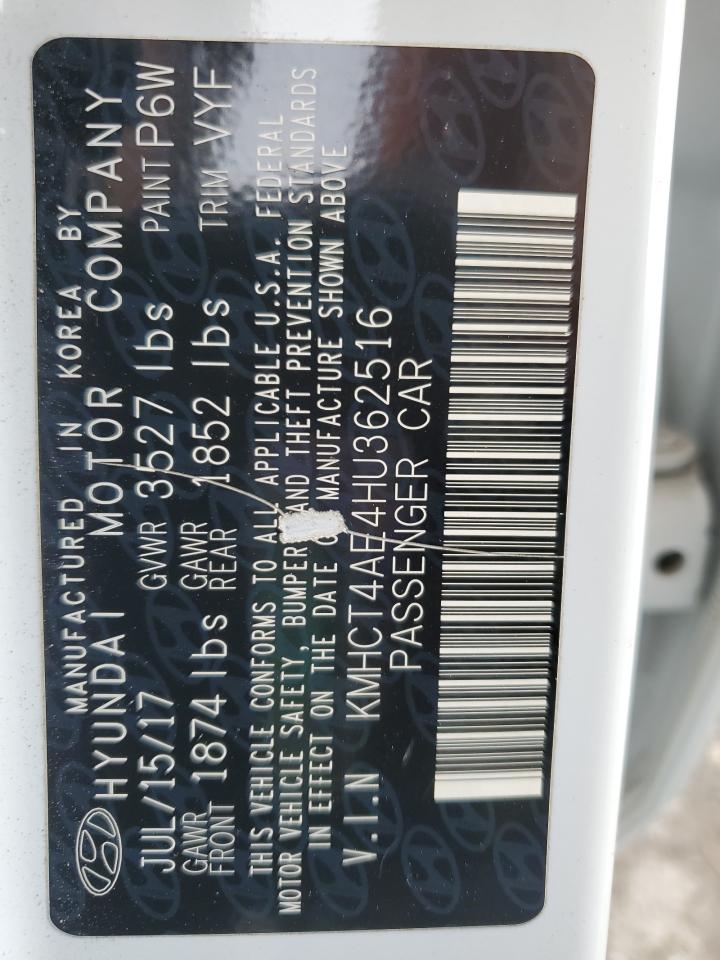 MANUFACTURED IN KOREA BY
HYUNDAI MOTOR COMPANY
JUL/15/17 GVWR 3527 lbs PAINT P6W
GAWR FRONT 1874 lbs GAWR REAR 1852 lbs TRIM VYF
THIS VEHICLE CONFORMS TO ALL APPLICABLE U.S.A. FEDERAL
MOTOR VEHICLE SAFETY, BUMPER AND THEFT PREVENTION STANDARDS
IN EFFECT ON THE DATE MANUFACTURE SHOWN ABOVE
V.I.N KMHCT4AE4HU362516
PASSENGER CAR